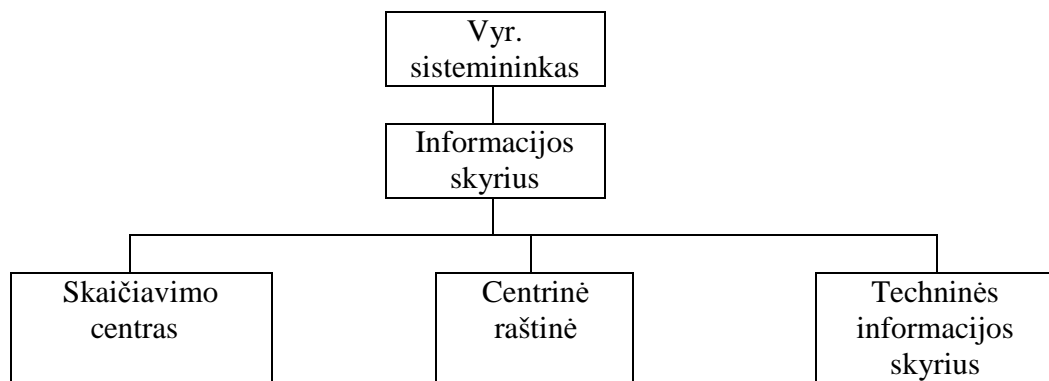 Vyr.
sistemininkas
Informacijos
skyrius
Skaičiavimo
centras
Centrinė
raštinė
Techninės
informacijos
skyrius